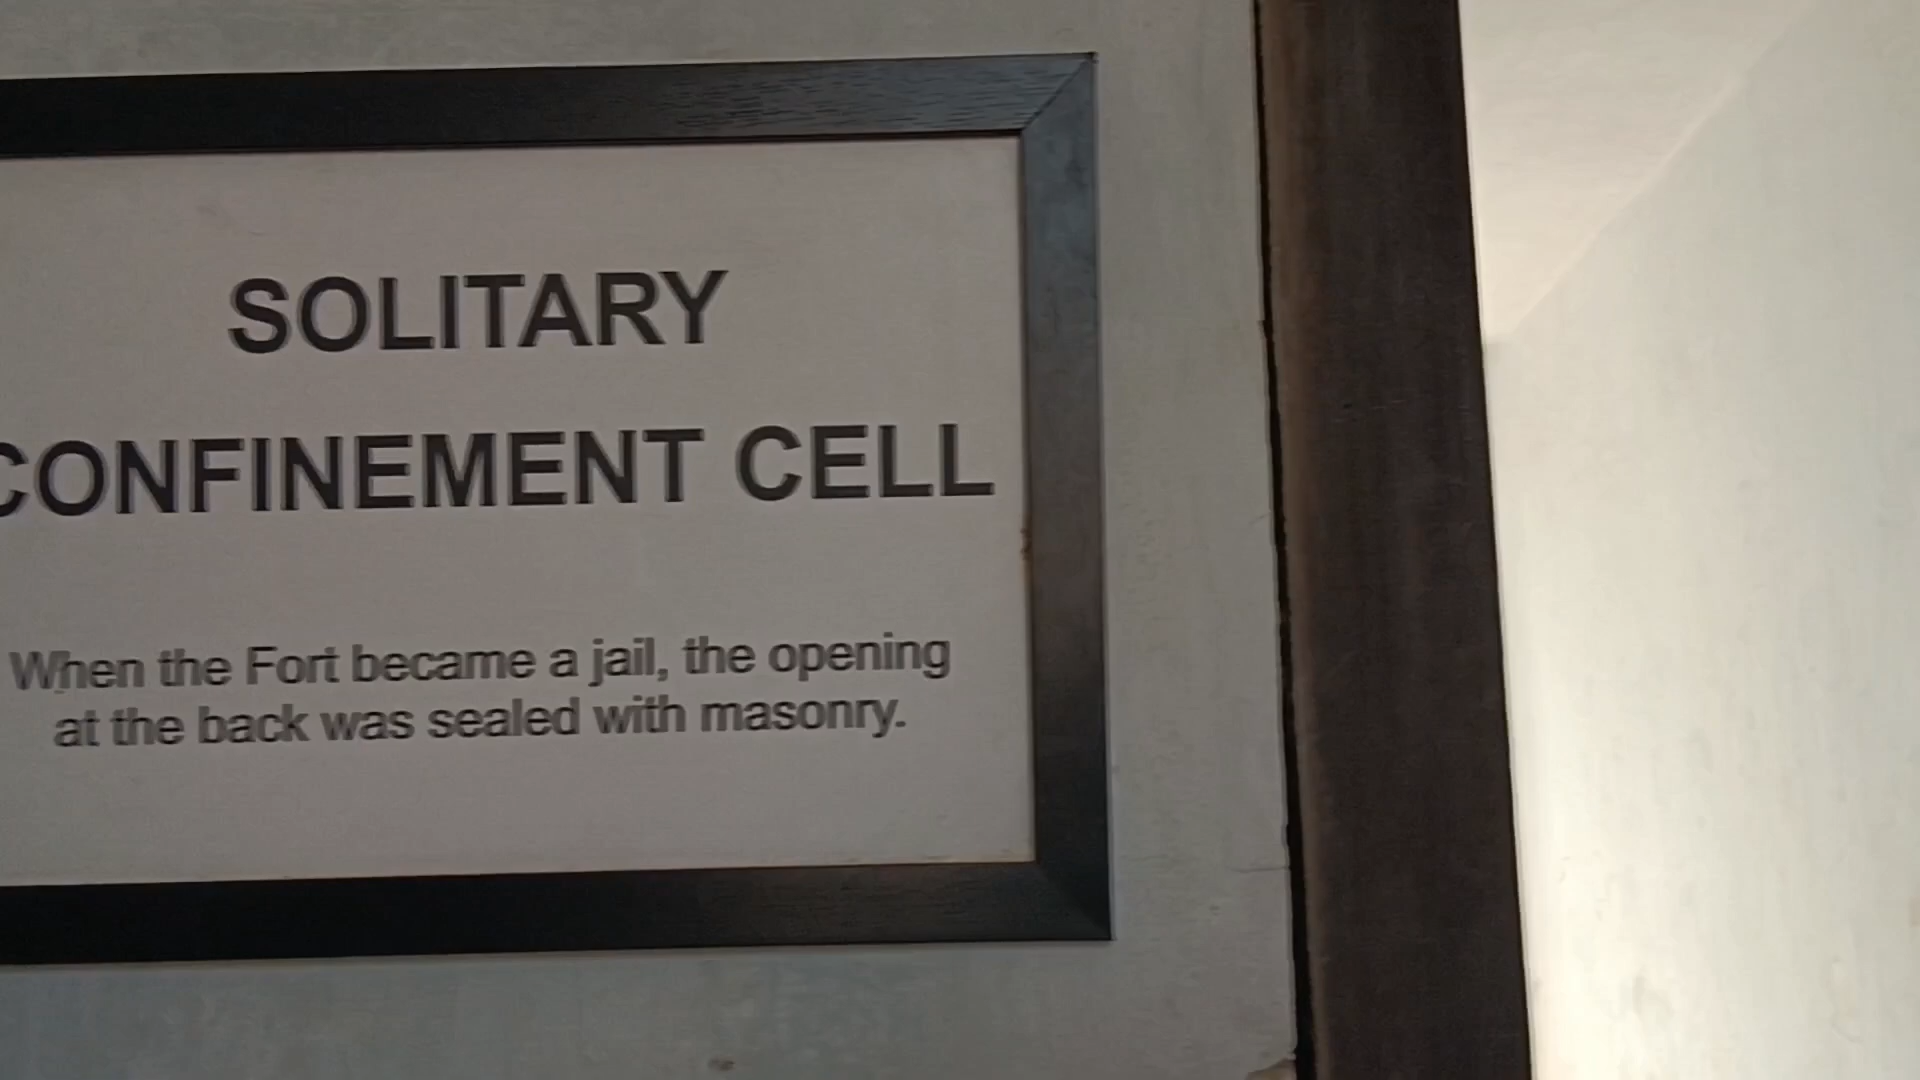 SOLITARY
CONFINEMENT CELL
When the Fort became a jail, the opening
at the back was sealed with masonry.